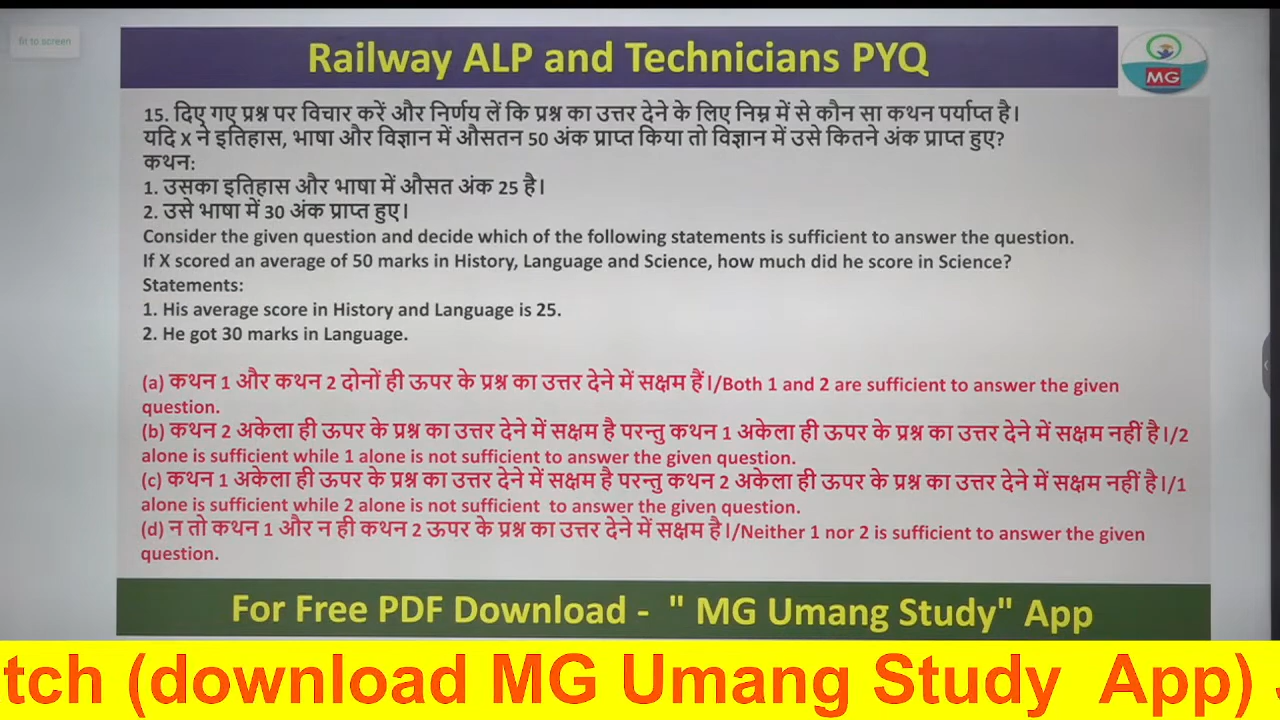 fit to screen
Railway ALP and Technicians PYQ
MG
15. दिए गए प्रश्न पर विचार करें और निर्णय लें कि प्रश्न का उत्तर देने के लिए निम्न में से कौन सा कथन पर्याप्त है।
यदि X ने इतिहास, भाषा और विज्ञान में औसतन 50 अंक प्राप्त किया तो विज्ञान में उसे कितने अंक प्राप्त हुए?
कथन:
1. उसका इतिहास और भाषा में औसत अंक 25 है।
2. उसे भाषा में 30 अंक प्राप्त हुए।
Consider the given question and decide which of the following statements is sufficient to answer the question.
If X scored an average of 50 marks in History, Language and Science, how much did he score in Science?
Statements:
1. His average score in History and Language is 25.
2. He got 30 marks in Language.
(a) कथन 1 और कथन 2 दोनों ही ऊपर के प्रश्न का उत्तर देने में सक्षम हैं।/Both 1 and 2 are sufficient to answer the given
question.
(b) कथन 2 अकेला ही ऊपर के प्रश्न का उत्तर देने में सक्षम है परन्तु कथन 1 अकेला ही ऊपर के प्रश्न का उत्तर देने में सक्षम नहीं है।/2
alone is sufficient while 1 alone is not sufficient to answer the given question.
(c) कथन 1 अकेला ही ऊपर के प्रश्न का उत्तर देने में सक्षम है परन्तु कथन 2 अकेला ही ऊपर के प्रश्न का उत्तर देने में सक्षम नहीं है।/1
alone is sufficient while 2 alone is not sufficient to answer the given question.
(d) न तो कथन 1 और न ही कथन 2 ऊपर के प्रश्न का उत्तर देने में सक्षम है।/Neither 1 nor 2 is sufficient to answer the given
question.
For Free PDF Download - " MG Umang Study" App
tch (download MG Umang Study App)